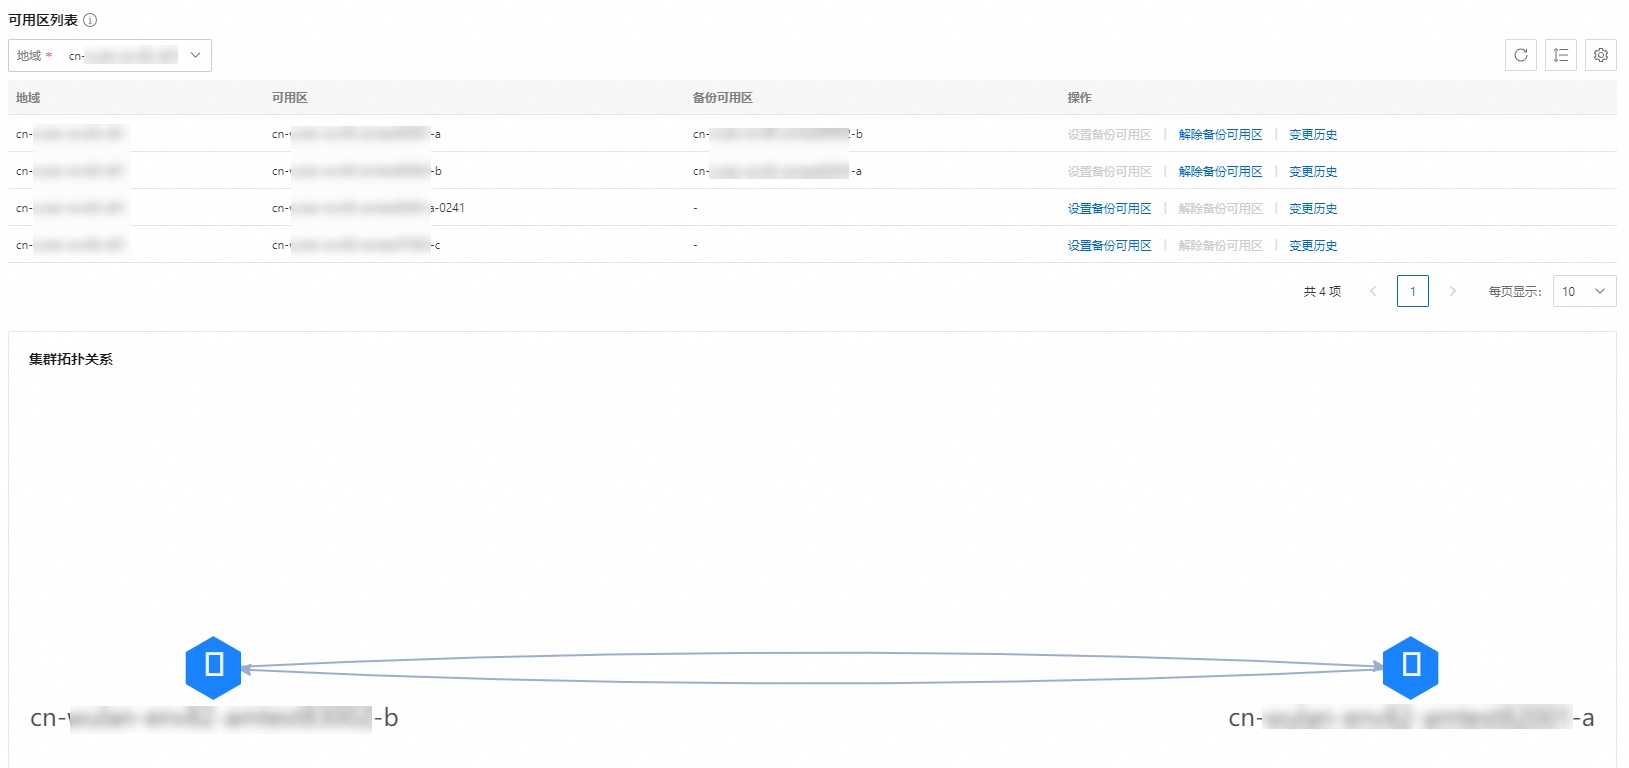 可用区列表
地域 * cn-
地域 可用区 备份可用区 操作
cn- cn- -a cn- -b 设置备份可用区 | 解除备份可用区 | 变更历史
cn- cn- -b cn- -a 设置备份可用区 | 解除备份可用区 | 变更历史
cn- cn- a-0241 - 设置备份可用区 | 解除备份可用区 | 变更历史
cn- cn- -c - 设置备份可用区 | 解除备份可用区 | 变更历史
共 4 项 1 每页显示: 10
集群拓扑关系
cn- -b cn- -a